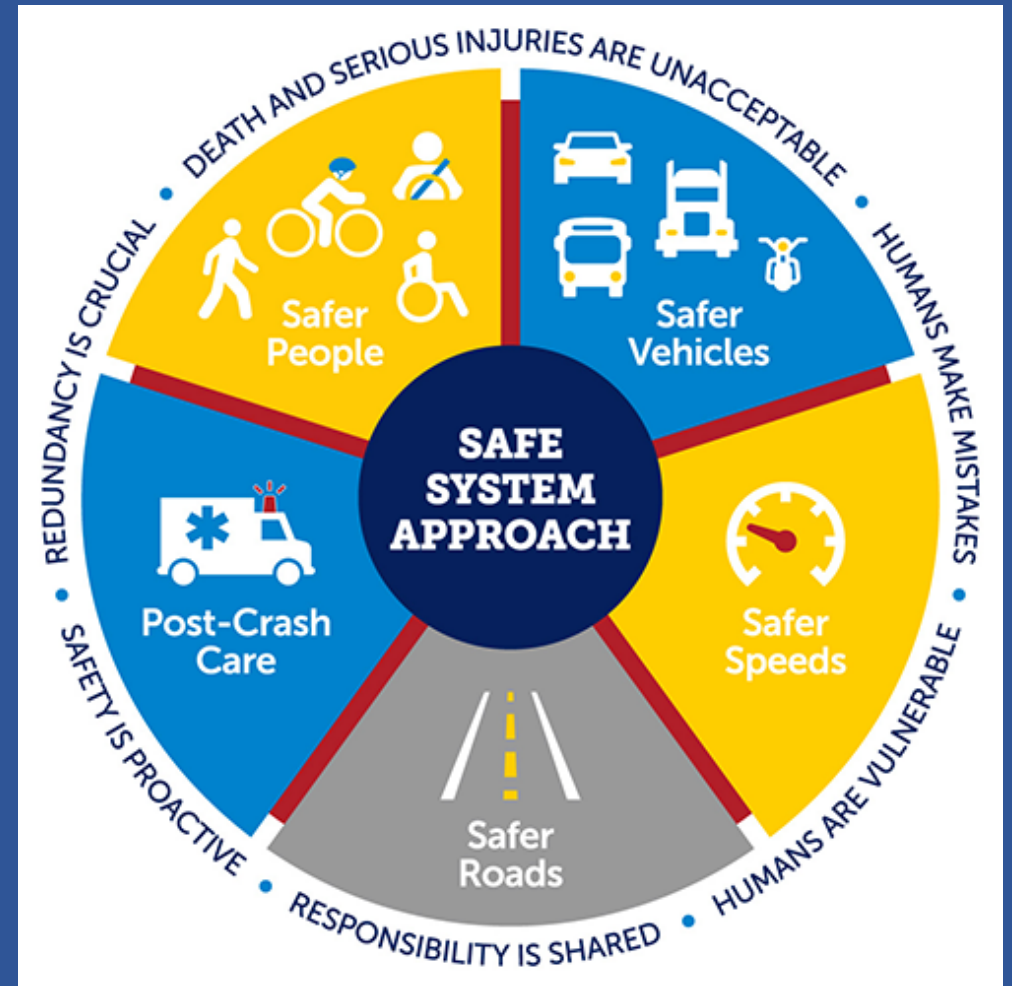 DEATH AND SERIOUS INJURIES ARE UNACCEPTABLE
HUMANS MAKE MISTAKES
HUMANS ARE VULNERABLE
RESPONSIBILITY IS SHARED
SAFETY IS PROACTIVE
REDUNDANCY IS CRUCIAL
Safer
People
Safer
Vehicles
SAFE
SYSTEM
APPROACH
Safer
Speeds
Post-Crash
Care
Safer
Roads